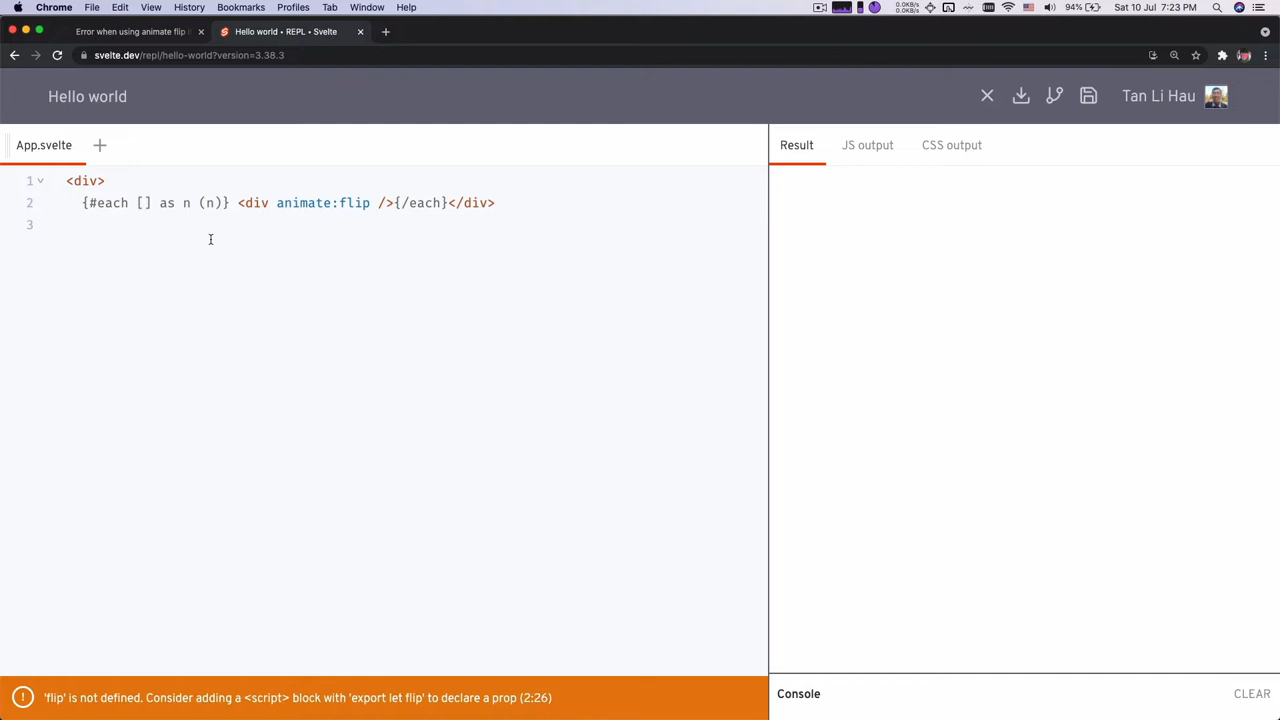 Chrome File Edit View History Bookmarks Profiles Tab Window Help
0.0KB/s
0.0KB/s
94%
Sat 10 Jul 7:23 PM
Error when using animate flip i
Hello world • REPL • Svelte
svelte.dev/repl/hello-world?version=3.38.3
Hello world
Tan Li Hau
App.svelte
Result
JS output
CSS output
1 <div>
2 {#each [] as n (n)} <div animate:flip />{/each}</div>
3
'flip' is not defined. Consider adding a <script> block with 'export let flip' to declare a prop (2:26)
Console
CLEAR